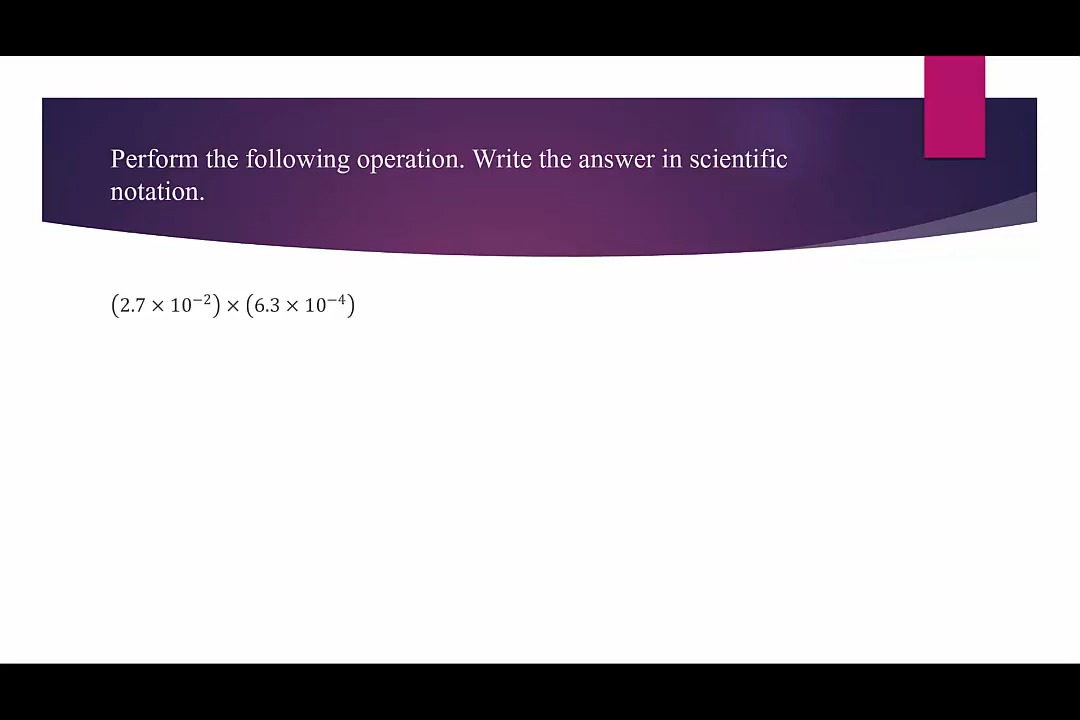 Perform the following operation. Write the answer in scientific
notation.
(2.7 × 10⁻²) × (6.3 × 10⁻⁴)